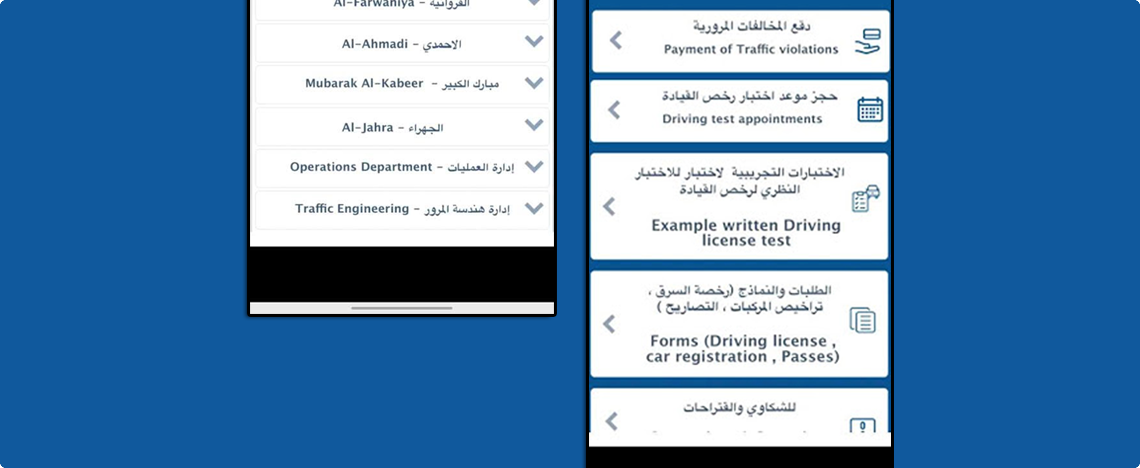 Al-Farwaniya - الفروانية
Al-Ahmadi - الاحمدي
Mubarak Al-Kabeer - مبارك الكبير
Al-Jahra - الجهراء
Operations Department - إدارة العمليات
Traffic Engineering - إدارة هندسة المرور
دفع المخالفات المرورية
Payment of Traffic violations
حجز موعد اختبار رخص القيادة
Driving test appointments
الاختبارات التجريبية لاختبار للاختبار
النظري لرخص القيادة
Example written Driving
license test
الطلبات والنماذج (رخصة السرق ،
تراخيص المركبات ، التصاريح )
Forms (Driving license ,
car registration , Passes)
للشكاوي والقتراحات